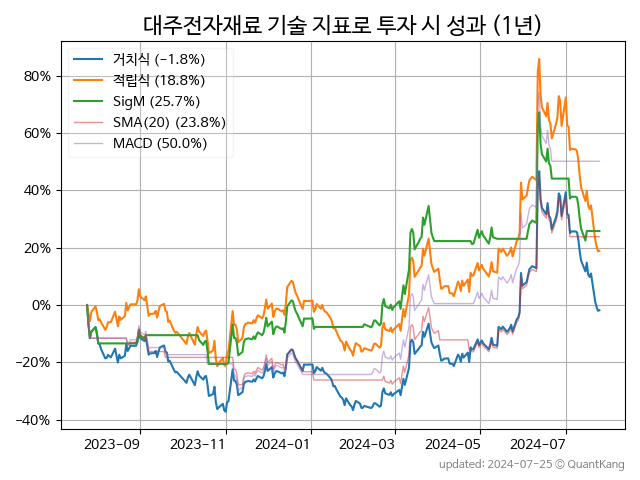 대주전자재료 기술 지표로 투자 시 성과 (1년)
거치식 (−1.8%)
적립식 (18.8%)
SigM (25.7%)
SMA(20) (23.8%)
MACD (50.0%)
80%
60%
40%
20%
0%
−20%
−40%
2023-09 2023-11 2024-01 2024-03 2024-05 2024-07
updated: 2024-07-25 © QuantKang